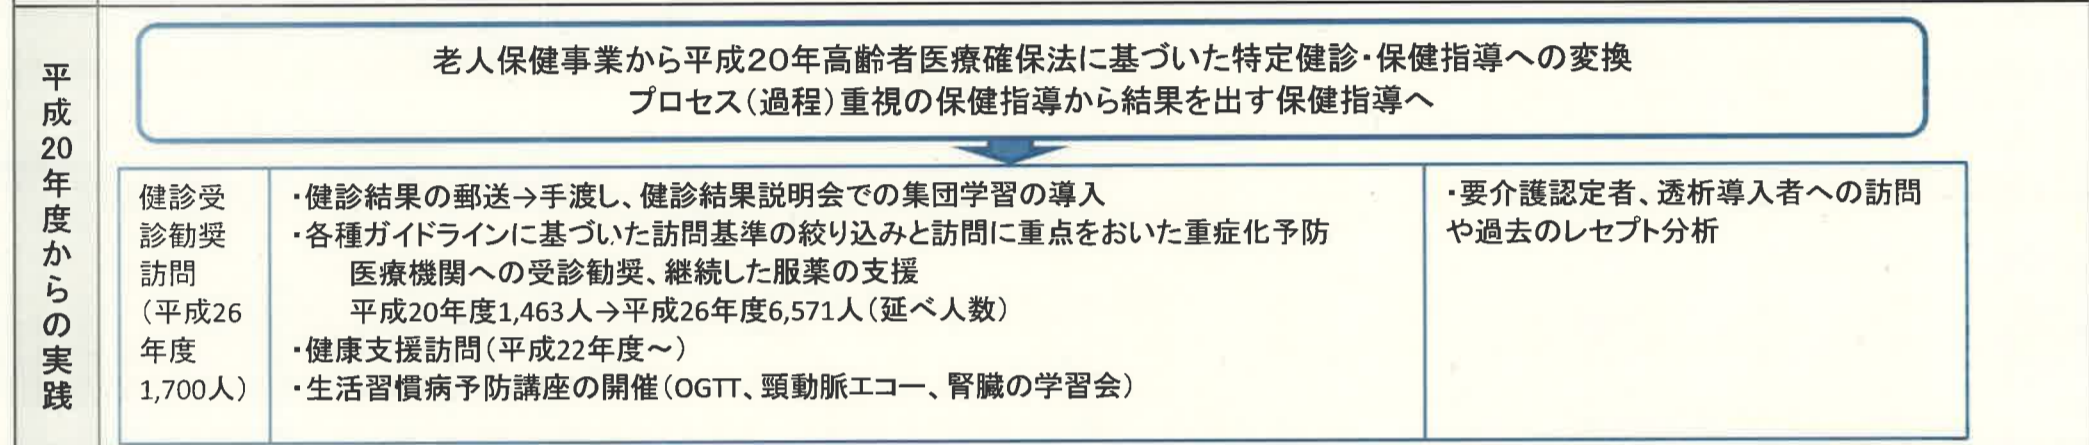 平成20年度からの実践
老人保健事業から平成20年高齢者医療確保法に基づいた特定健診・保健指導への変換
プロセス（過程）重視の保健指導から結果を出す保健指導へ
健診受
診勧奨
訪問
（平成26
年度
1,700人）
・健診結果の郵送→手渡し、健診結果説明会での集団学習の導入
・各種ガイドラインに基づいた訪問基準の絞り込みと訪問に重点をおいた重症化予防
医療機関への受診勧奨、継続した服薬の支援
平成20年度1,463人→平成26年度6,571人（延べ人数）
・健康支援訪問（平成22年度～）
・生活習慣病予防講座の開催（OGTT、頸動脈エコー、腎臓の学習会）
・要介護認定者、透析導入者への訪問
や過去のレセプト分析